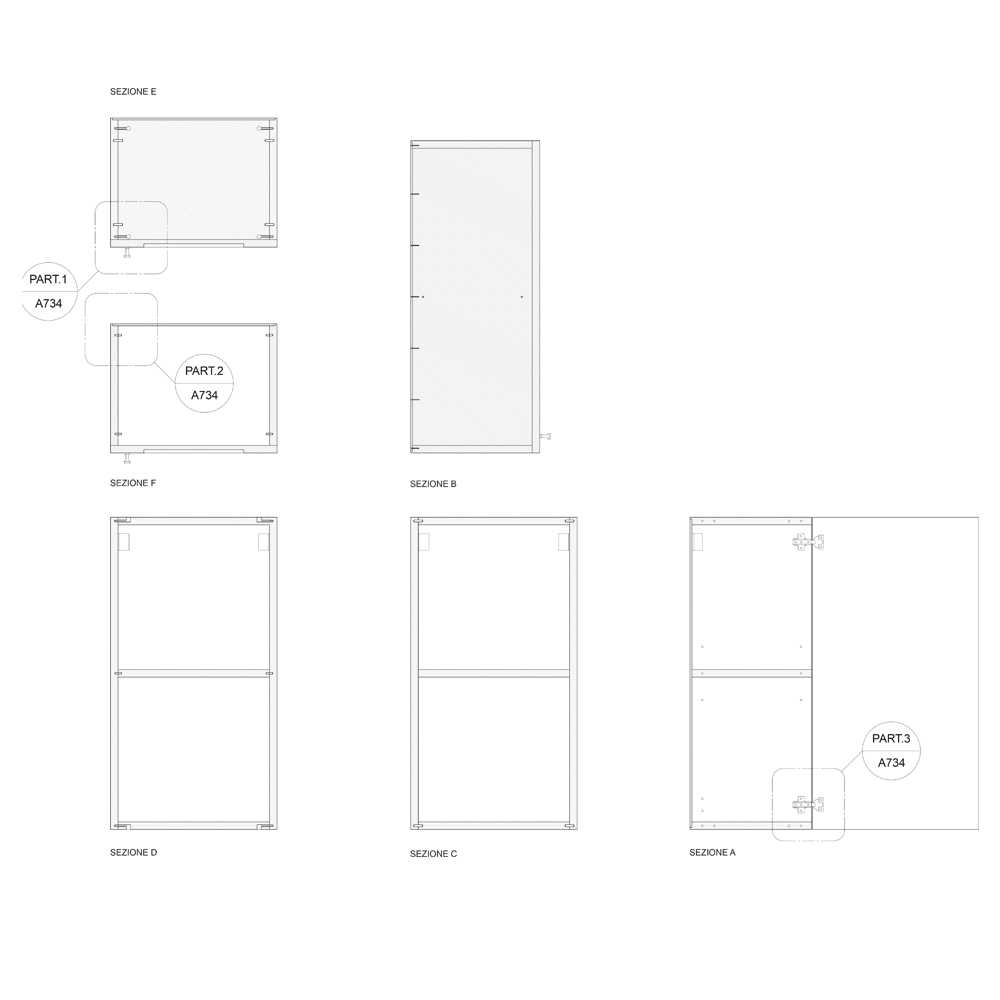 SEZIONE E
PART.1
A734
PART.2
A734
SEZIONE F
SEZIONE B
PART.3
A734
SEZIONE D
SEZIONE C
SEZIONE A